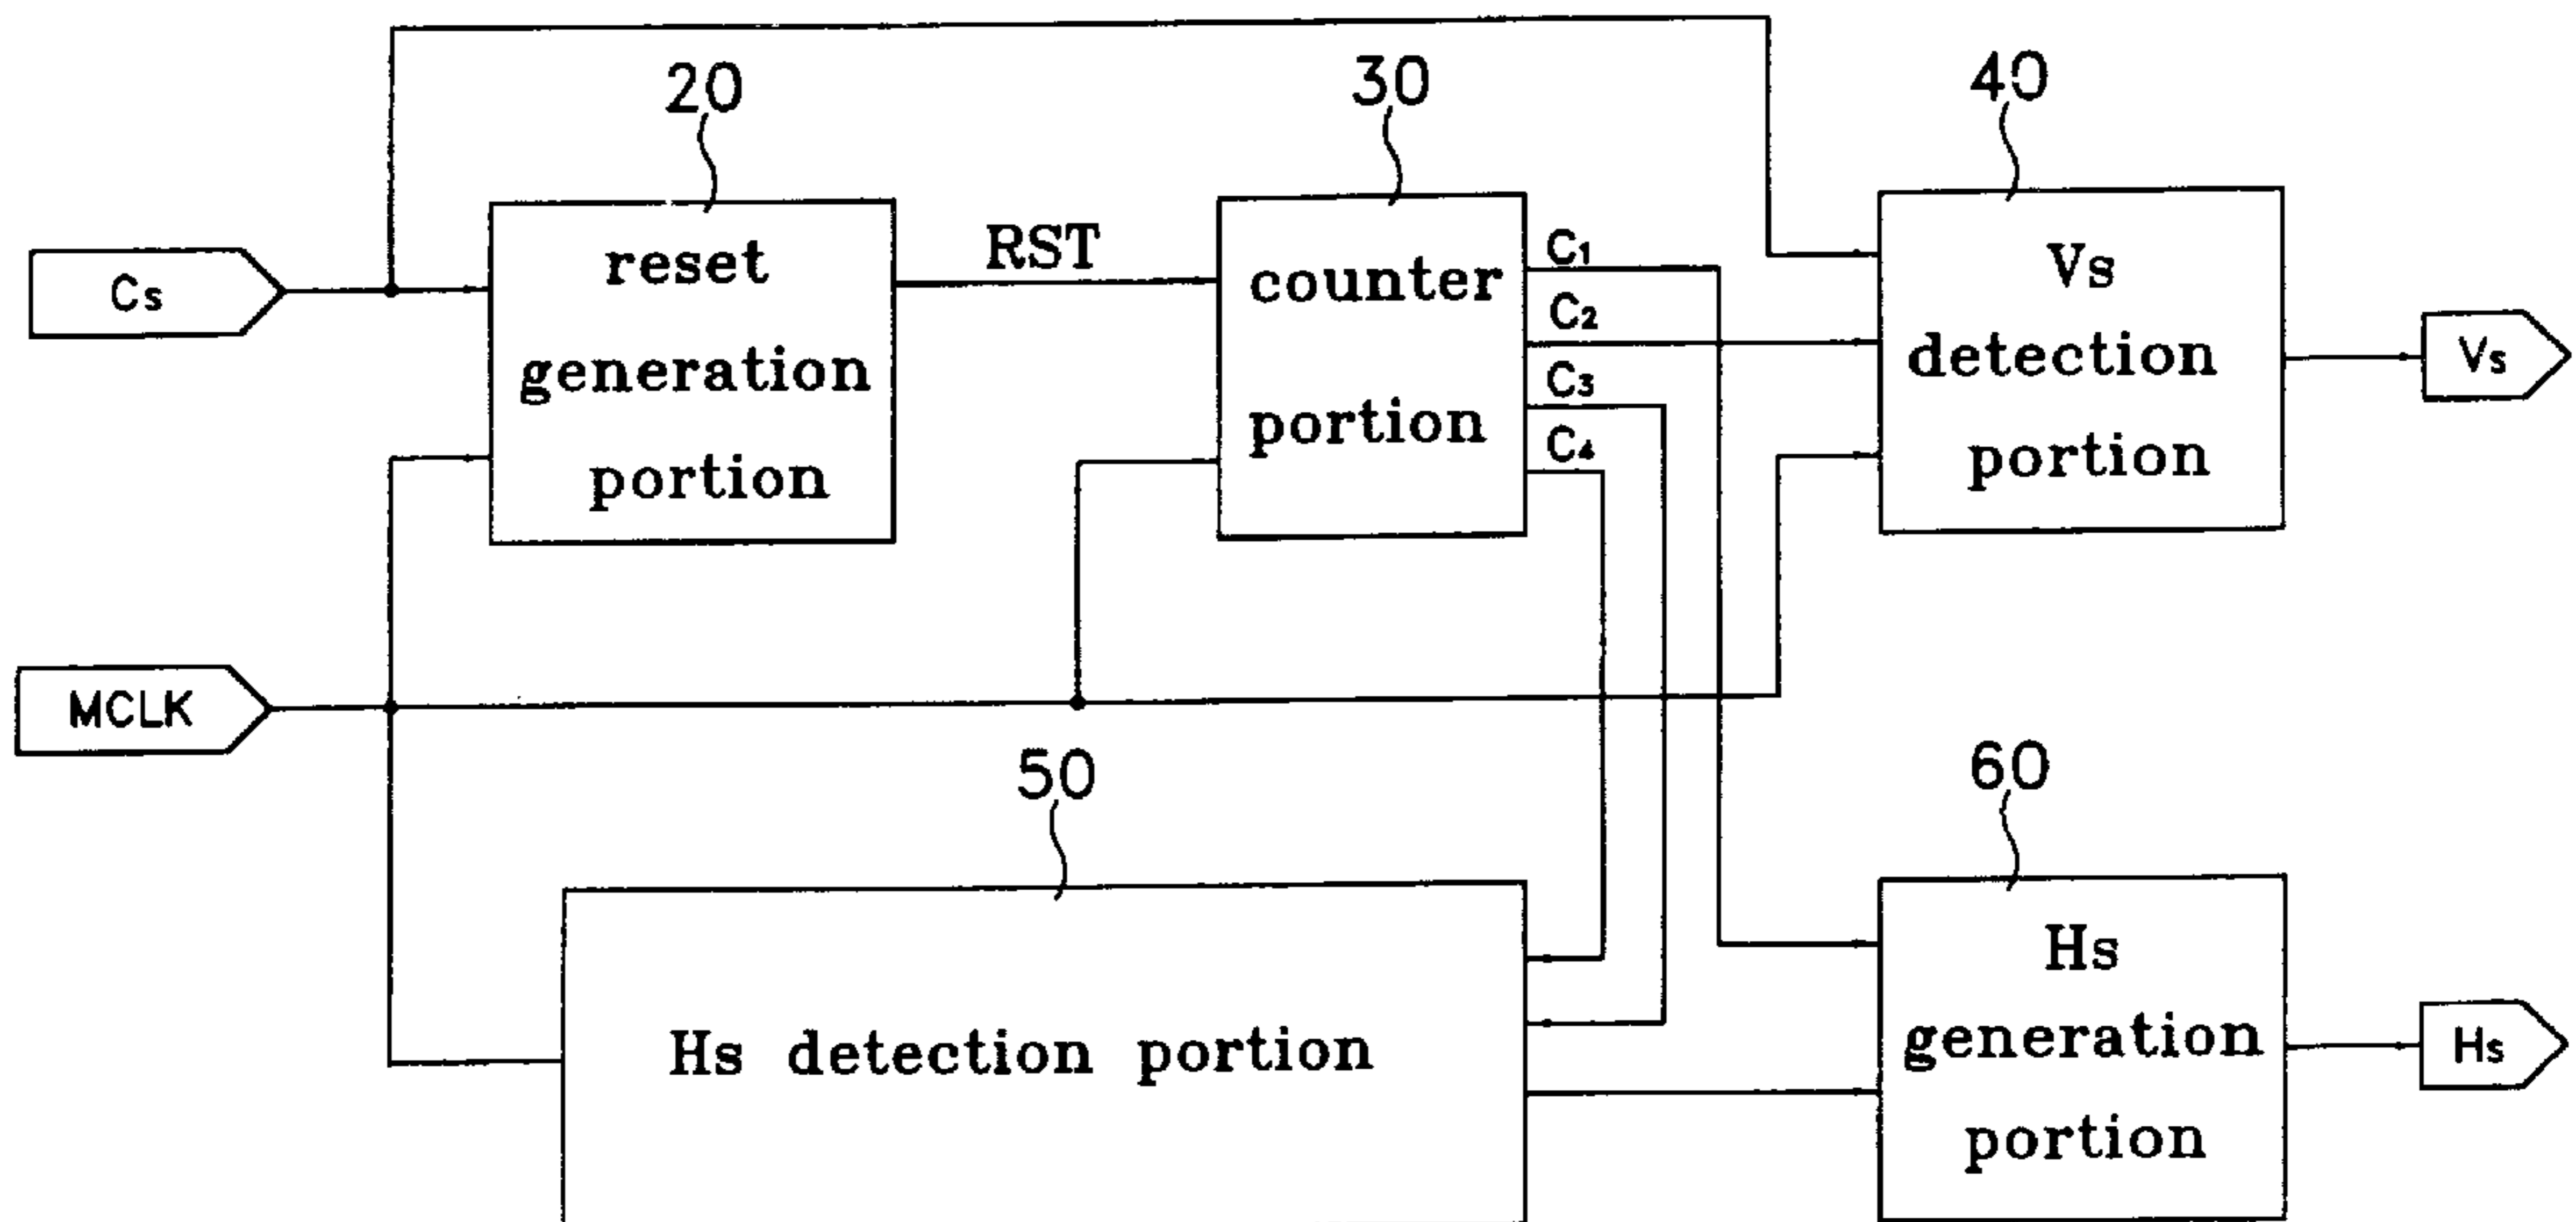 20
30
40
Cs
reset
generation
portion
RST
counter
portion
C1
C2
C3
C4
Vs
detection
portion
Vs
MCLK
50
60
Hs detection portion
Hs
generation
portion
Hs